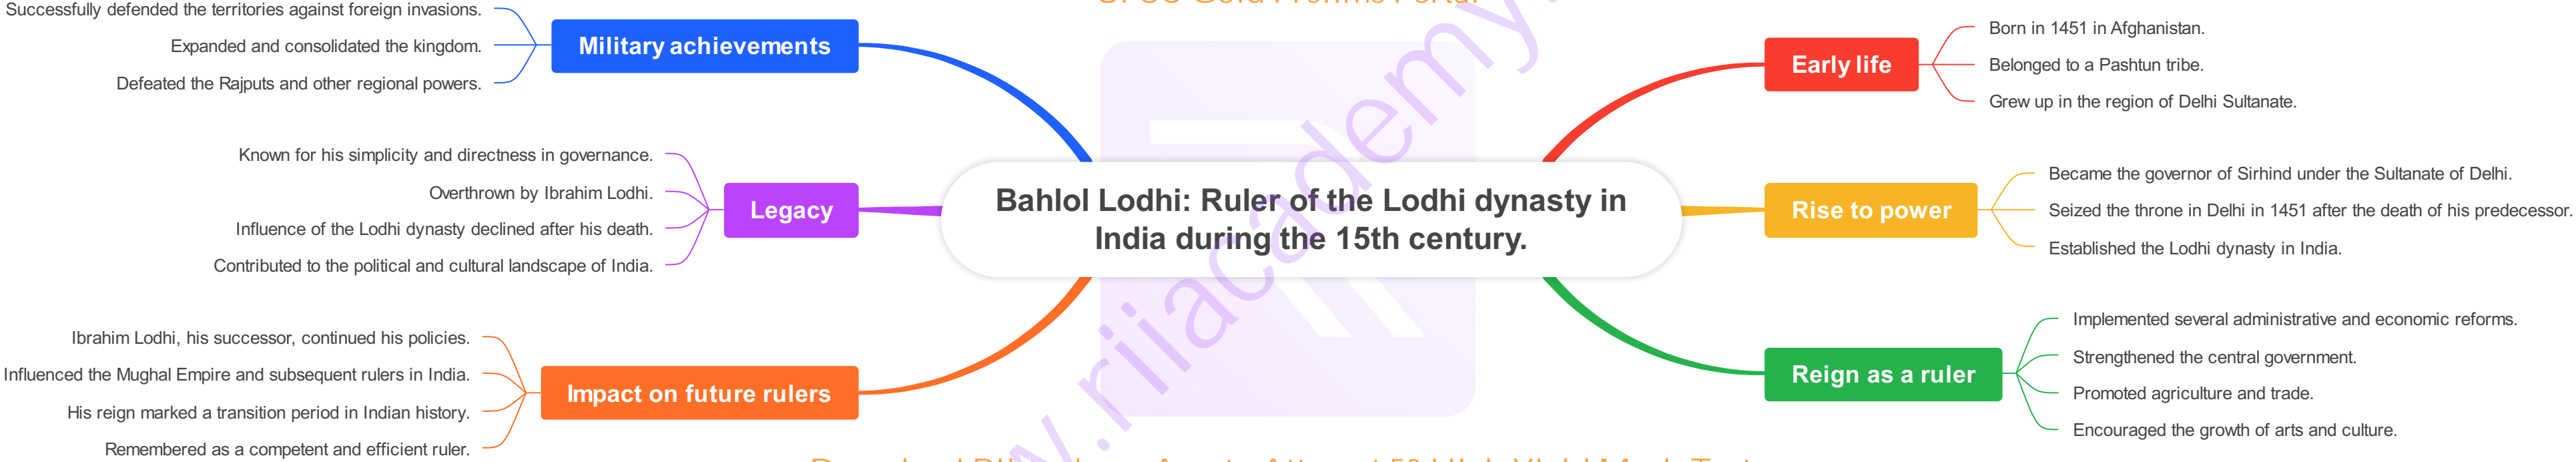 Successfully defended the territories against foreign invasions.
Expanded and consolidated the kingdom.
Defeated the Rajputs and other regional powers.
Military achievements
Known for his simplicity and directness in governance.
Overthrown by Ibrahim Lodhi.
Influence of the Lodhi dynasty declined after his death.
Contributed to the political and cultural landscape of India.
Legacy
Ibrahim Lodhi, his successor, continued his policies.
Influenced the Mughal Empire and subsequent rulers in India.
His reign marked a transition period in Indian history.
Remembered as a competent and efficient ruler.
Impact on future rulers
Bahlol Lodhi: Ruler of the Lodhi dynasty in
India during the 15th century.
Early life
Born in 1451 in Afghanistan.
Belonged to a Pashtun tribe.
Grew up in the region of Delhi Sultanate.
Rise to power
Became the governor of Sirhind under the Sultanate of Delhi.
Seized the throne in Delhi in 1451 after the death of his predecessor.
Established the Lodhi dynasty in India.
Reign as a ruler
Implemented several administrative and economic reforms.
Strengthened the central government.
Promoted agriculture and trade.
Encouraged the growth of arts and culture.